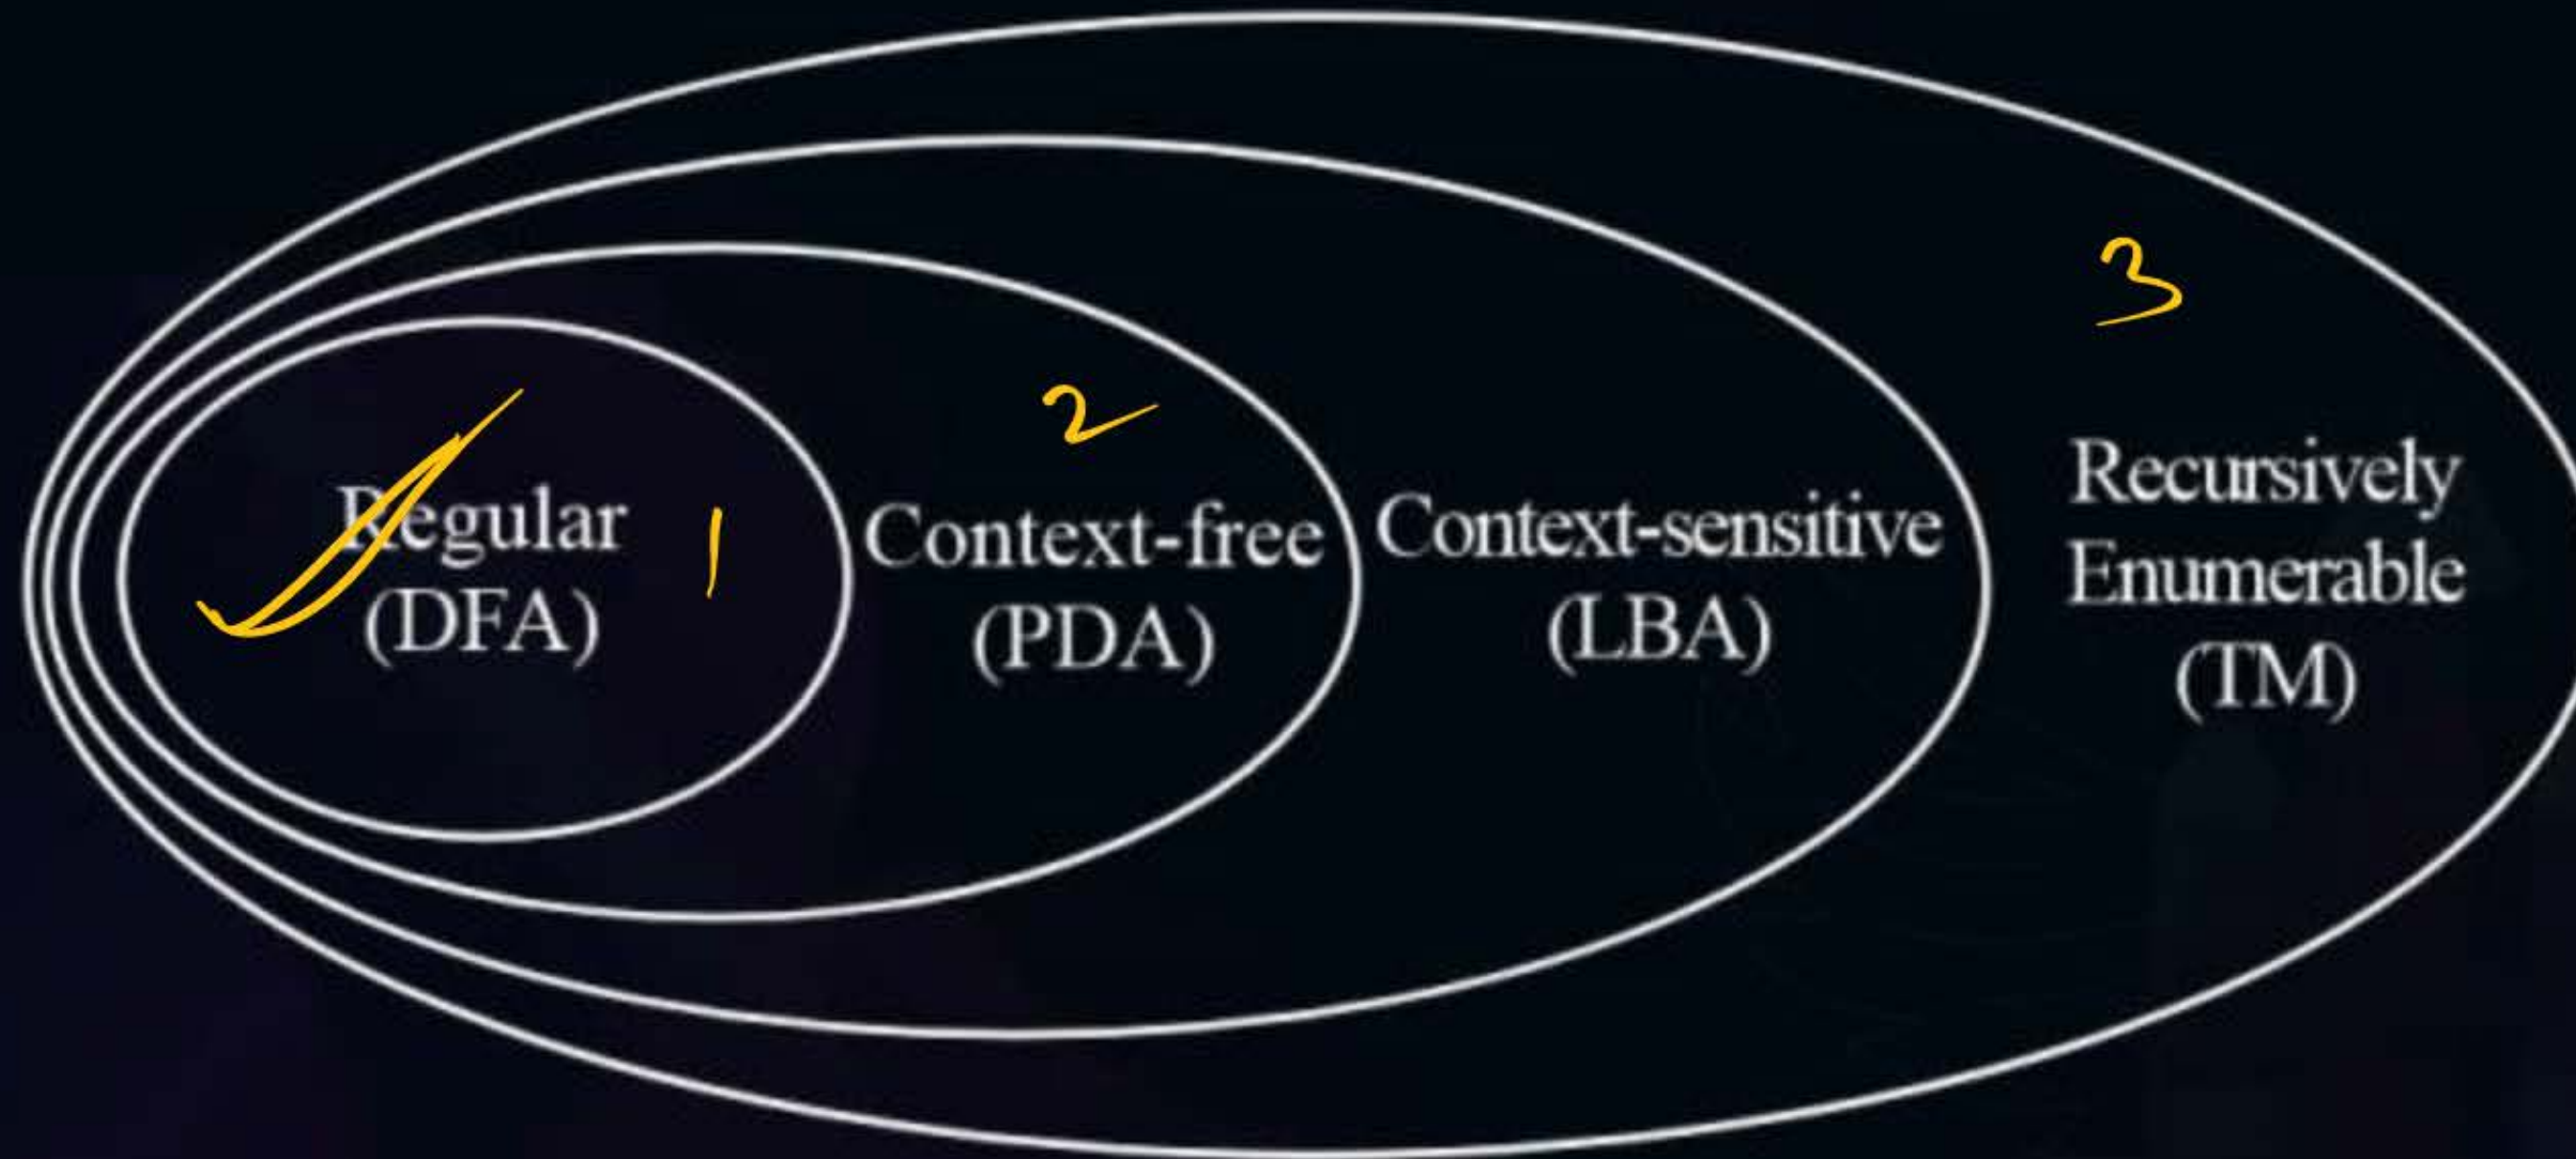 3
2
Regular
(DFA)
1
Context-free
(PDA)
Context-sensitive
(LBA)
Recursively
Enumerable
(TM)